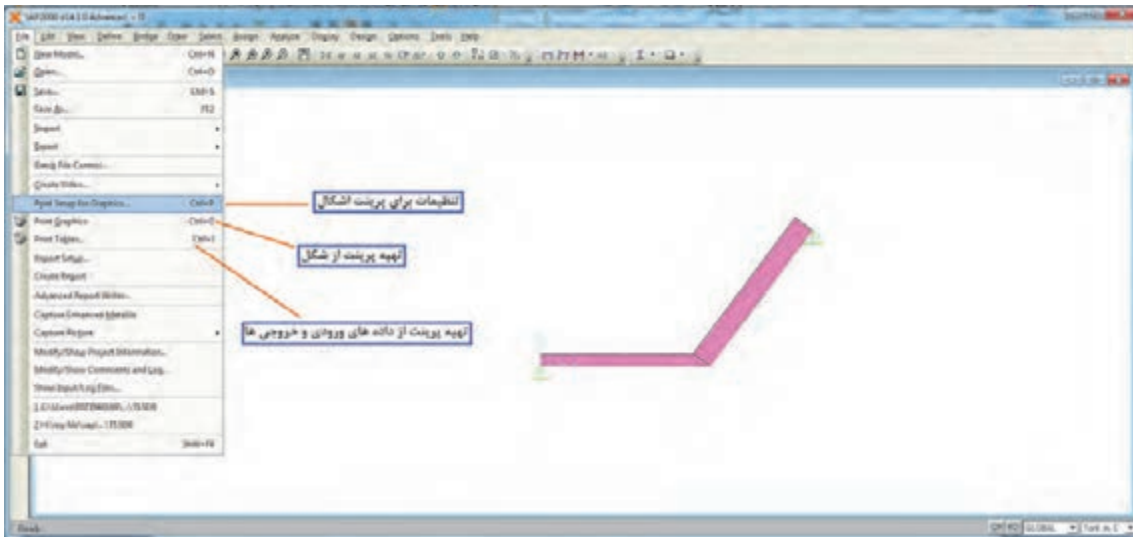 SAP2000 v14.1.0 Advanced
File Edit View Define Bridge Draw Select Assign Analyze Display Design Options Tools Help
New Model... Ctrl+N
Open... Ctrl+O
Save... Ctrl+S
Save As... F12
Import
Export
Batch File Control...
Create Video...
Print Setup for Graphics... Ctrl+P
Print Graphics Ctrl+G
Print Tables... Ctrl+T
Report Setup...
Create Report
Advanced Report Writer...
Capture Enhanced Metafile
Capture Picture
Modify/Show Project Information...
Modify/Show Comments and Log...
Show Input/Log Files...
Exit Shift+F4
تنظیمات برای پرینت اشکال
تهیه پرینت از شکل
تهیه پرینت از داده های ورودی و خروجی ها
Ready
GLOBAL